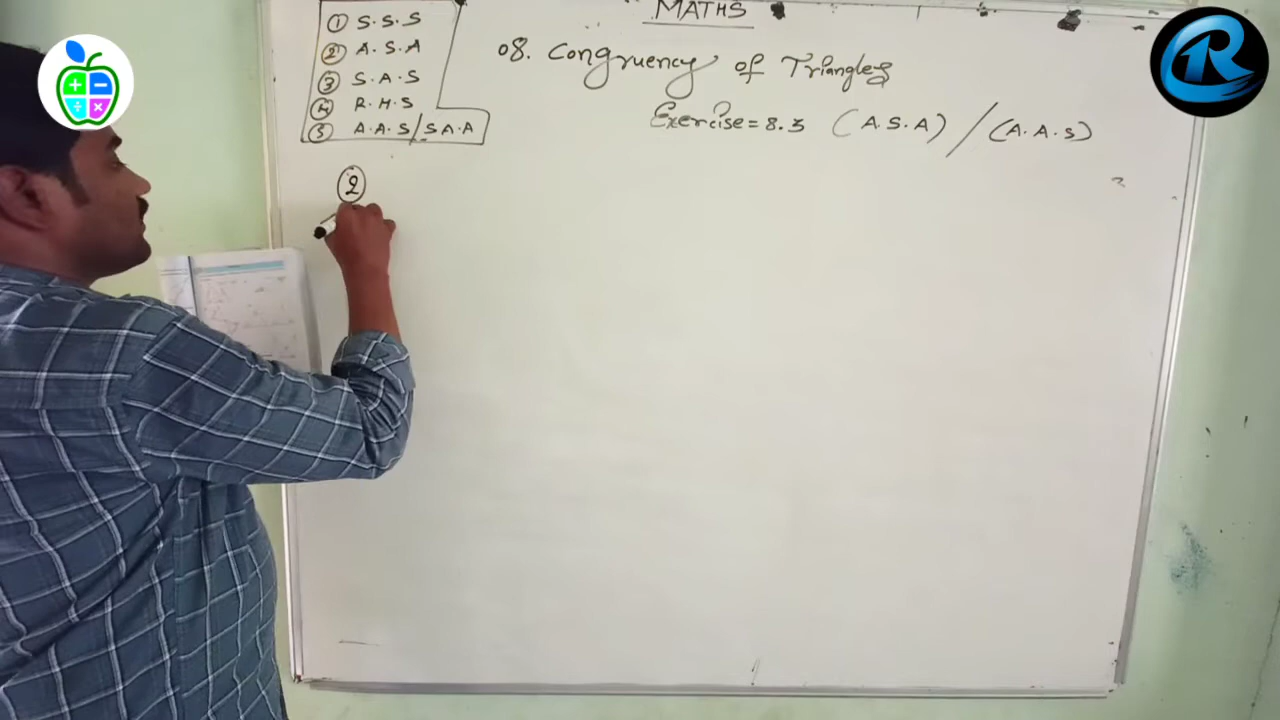 MATHS
① S.S.S
② A.S.A
③ S.A.S
④ R.H.S
⑤ A.A.S/S A.A
08. Congruency of Triangles
Exercise = 8.3 (A.S.A) / (A.A.S)
②
R
+ −
÷ ×